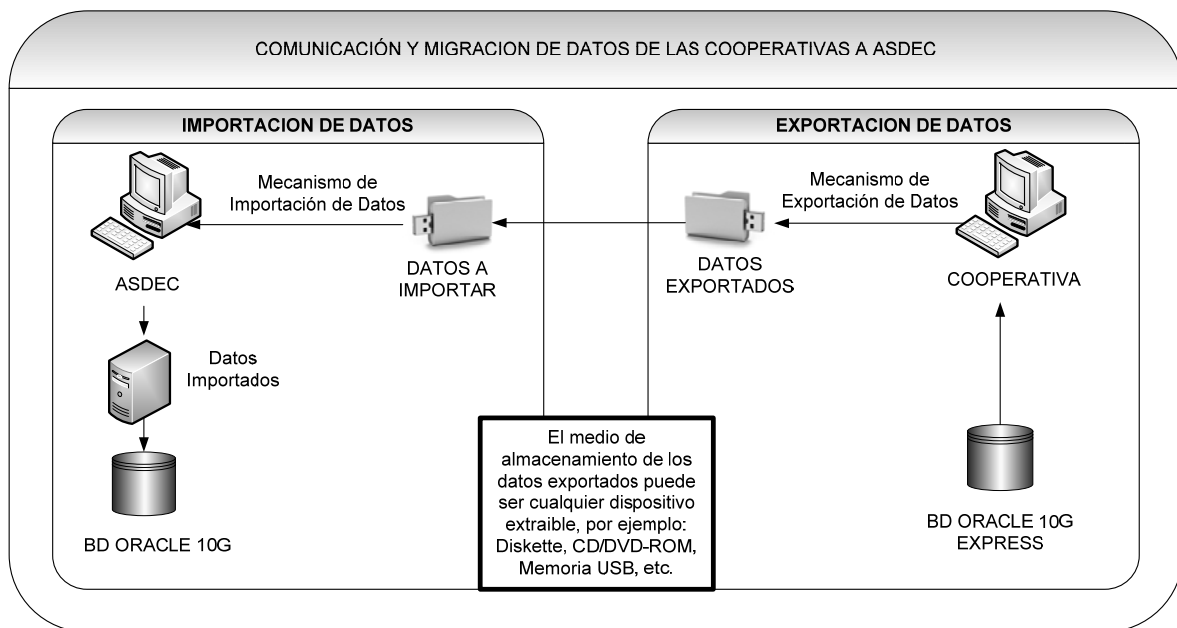 COMUNICACIÓN Y MIGRACION DE DATOS DE LAS COOPERATIVAS A ASDEC
IMPORTACION DE DATOS
Mecanismo de
Importación de Datos
ASDEC
DATOS A
IMPORTAR
Datos
Importados
BD ORACLE 10G
EXPORTACION DE DATOS
Mecanismo de
Exportación de Datos
DATOS
EXPORTADOS
COOPERATIVA
BD ORACLE 10G
EXPRESS
El medio de
almacenamiento de los
datos exportados puede
ser cualquier dispositivo
extraible, por ejemplo:
Diskette, CD/DVD-ROM,
Memoria USB, etc.